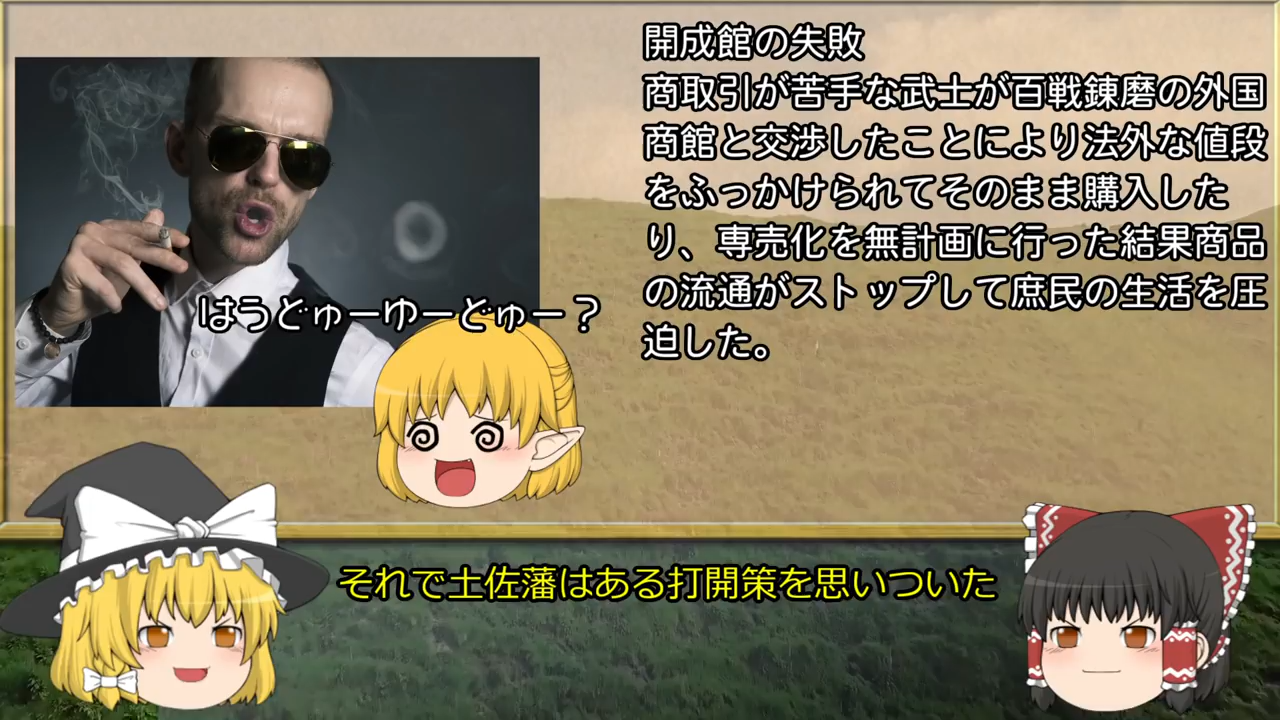 開成館の失敗
商取引が苦手な武士が百戦錬磨の外国
商館と交渉したことにより法外な値段
をふっかけられてそのまま購入した
り、専売化を無計画に行った結果商品
の流通がストップして庶民の生活を圧
迫した。
はうどゅーゆーどゅー？
それで土佐藩はある打開策を思いついた